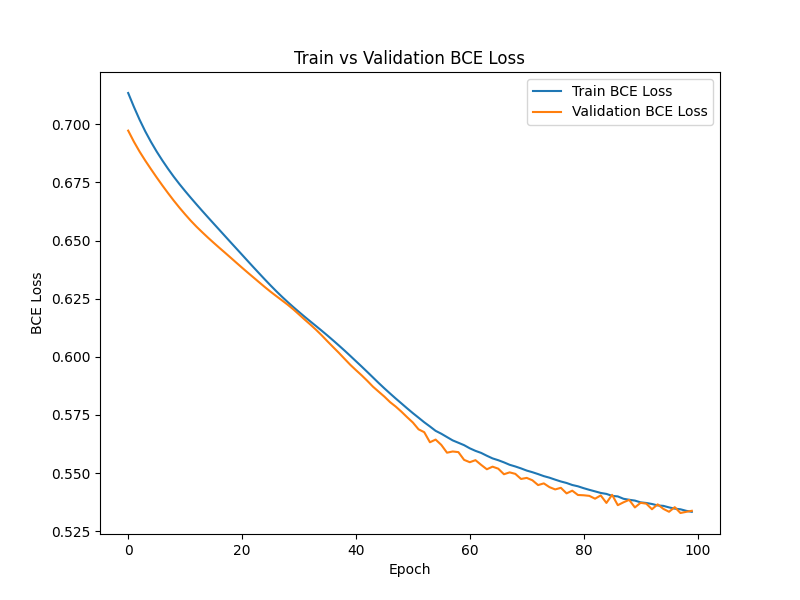 Train vs Validation BCE Loss
Train BCE Loss
Validation BCE Loss
0.700
0.675
0.650
0.625
0.600
0.575
0.550
0.525
BCE Loss
0 20 40 60 80 100
Epoch